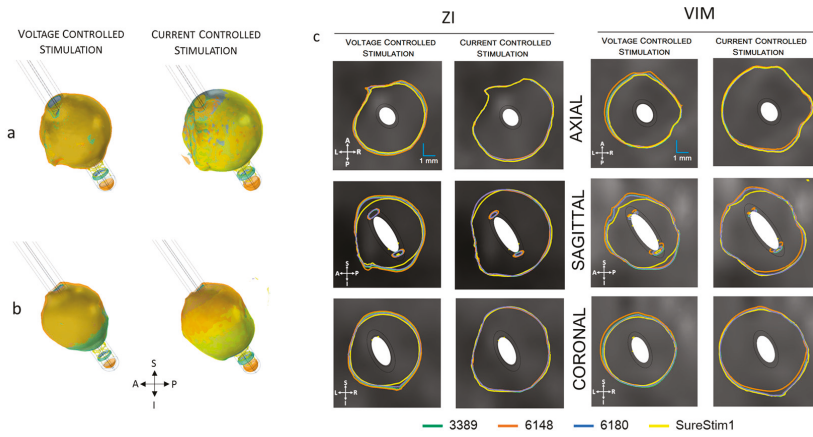 ZI
VIM
VOLTAGE CONTROLLED
STIMULATION
CURRENT CONTROLLED
STIMULATION
c
VOLTAGE CONTROLLED
STIMULATION
CURRENT CONTROLLED
STIMULATION
VOLTAGE CONTROLLED
STIMULATION
CURRENT CONTROLLED
STIMULATION
a
A
L R
P
1 mm
AXIAL
A
L R
P
1 mm
S
A P
I
SAGITTAL
S
A P
I
b
S
A P
I
S
L R
I
CORONAL
S
L R
I
3389 6148 6180 SureStim1